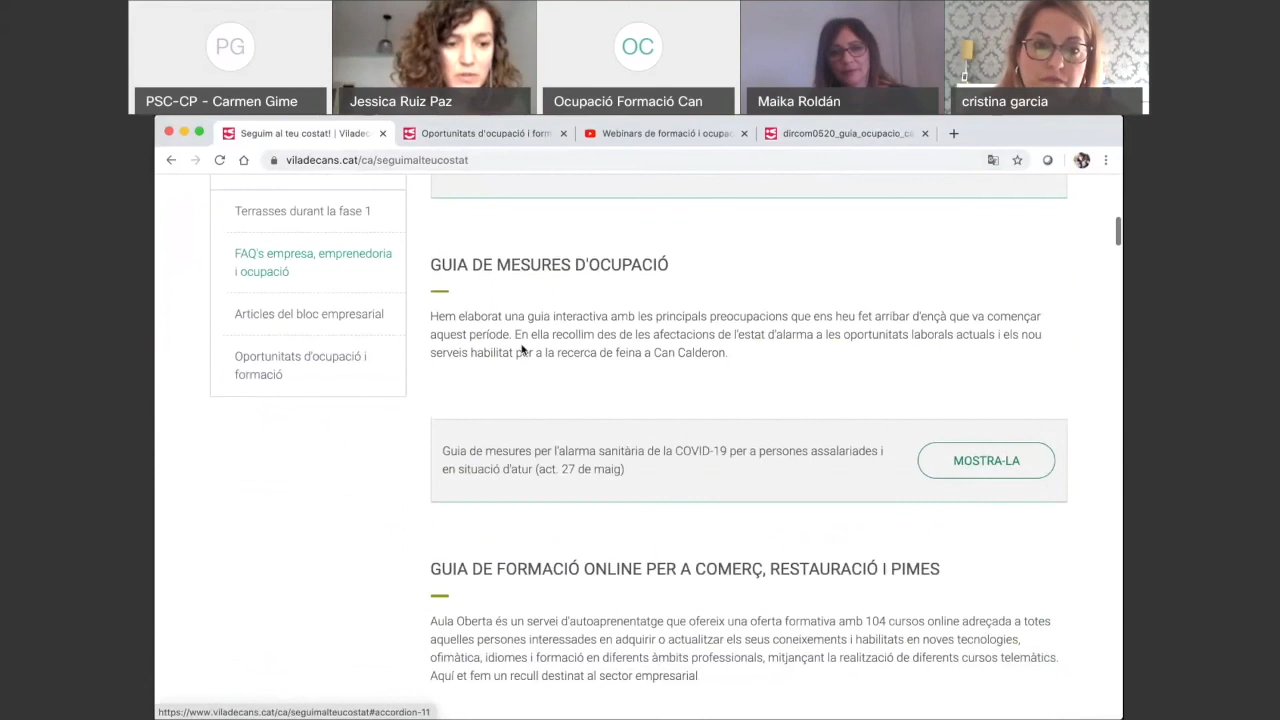 PG
OC
PSC-CP - Carmen Gime
Jessica Ruiz Paz
Ocupació Formació Can
Maika Roldán
cristina garcia
Seguim al teu costat! | Viladec
Oportunitats d'ocupació i form
Webinars de formació i ocupac
dircom0520_guia_ocupacio_ca
viladecans.cat/ca/seguimalteucostat
Terrasses durant la fase 1
FAQ's empresa, emprenedoria
i ocupació
Articles del bloc empresarial
Oportunitats d'ocupació i
formació
GUIA DE MESURES D'OCUPACIÓ
Hem elaborat una guia interactiva amb les principals preocupacions que ens heu fet arribar d'ençà que va començar
aquest període. En ella recollim des de les afectacions de l'estat d'alarma a les oportunitats laborals actuals i els nou
serveis habilitat per a la recerca de feina a Can Calderon.
Guia de mesures per l'alarma sanitària de la COVID-19 per a persones assalariades i
en situació d'atur (act. 27 de maig)
MOSTRA-LA
GUIA DE FORMACIÓ ONLINE PER A COMERÇ, RESTAURACIÓ I PIMES
Aula Oberta és un servei d'autoaprenentatge que ofereix una oferta formativa amb 104 cursos online adreçada a totes
aquelles persones interessades en adquirir o actualitzar els seus coneixements i habilitats en noves tecnologies,
ofimàtica, idiomes i formació en diferents àmbits professionals, mitjançant la realització de diferents cursos telemàtics.
Aquí et fem un recull destinat al sector empresarial
https://www.viladecans.cat/ca/seguimalteucostat#accordion-11